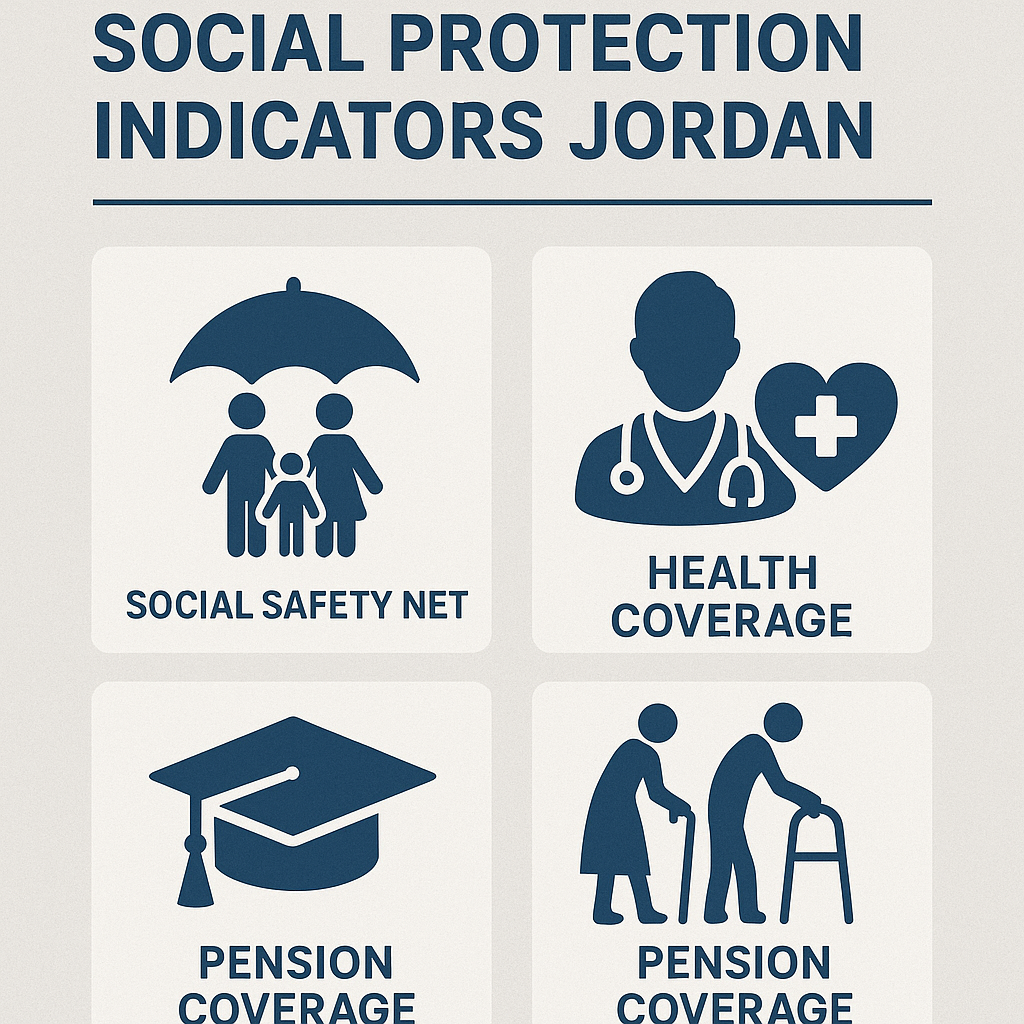 SOCIAL PROTECTION
INDICATORS JORDAN
SOCIAL SAFETY NET
HEALTH
COVERAGE
PENSION
COVERAGE
PENSION
COVERAGE